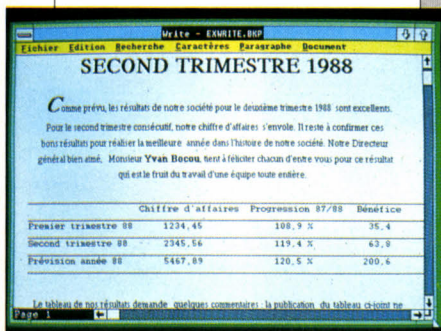 Write - EXWRITE.BKP
Fichier Edition Recherche Caractères Paragraphe Document
SECOND TRIMESTRE 1988
Comme prévu, les résultats de notre société pour le deuxième trimestre 1988 sont excellents.
Pour le second trimestre consécutif, notre chiffre d'affaires s'envole. Il reste à confirmer ces
bons résultats pour réaliser la meilleure année dans l'histoire de notre société. Notre Directeur
général bien aimé, Monsieur Yvan Bocou, tient à féliciter chacun d'entre vous pour ce résultat
qui est le fruit du travail d'une équipe toute entière.
Chiffre d'affaires Progression 87/88 Bénéfice
Premier trimestre 88 1234,45 108,9 % 35,4
Second trimestre 88 2345,56 119,4 % 63,8
Prévision année 88 5467,89 120,5 % 200,6
Le tableau de nos résultats demande quelques commentaires : la publication du tableau ci-joint ne
Page 1